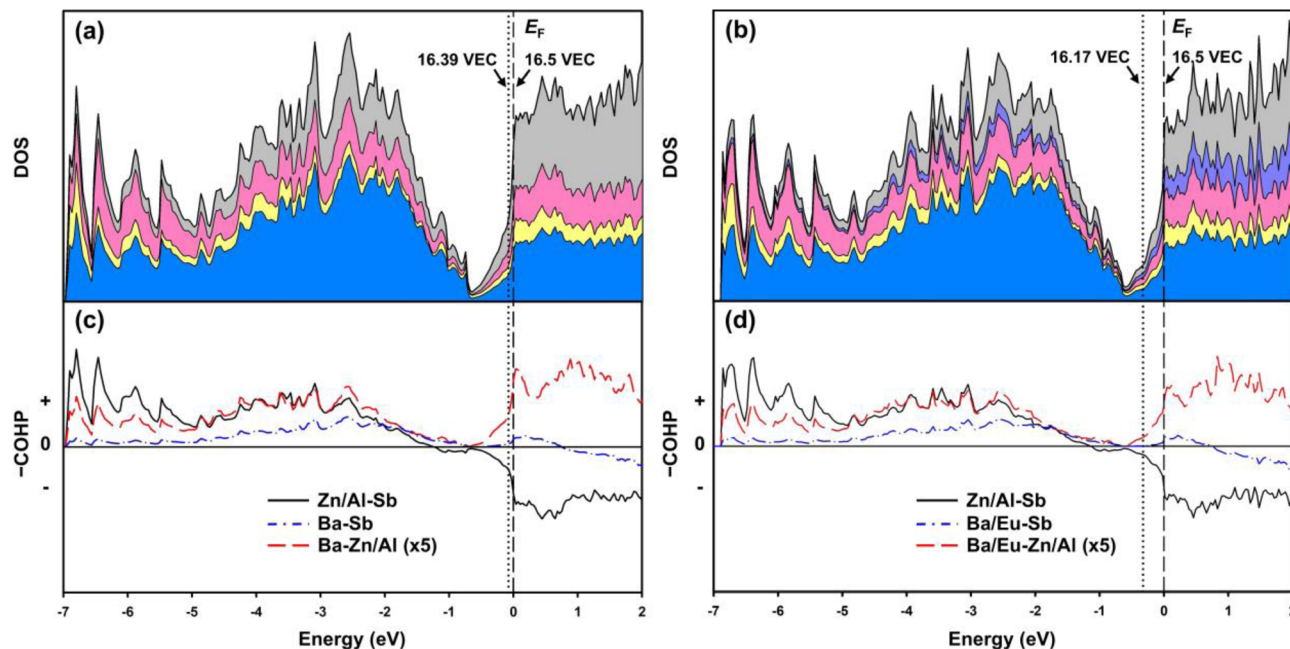 (a)
E_F
16.39 VEC
16.5 VEC
DOS
(c)
−COHP
+
0
-
Zn/Al-Sb
Ba-Sb
Ba-Zn/Al (x5)
-7 -6 -5 -4 -3 -2 -1 0 1 2
Energy (eV)
(b)
E_F
16.17 VEC
16.5 VEC
DOS
(d)
−COHP
+
0
-
Zn/Al-Sb
Ba/Eu-Sb
Ba/Eu-Zn/Al (x5)
-7 -6 -5 -4 -3 -2 -1 0 1
Energy (eV)